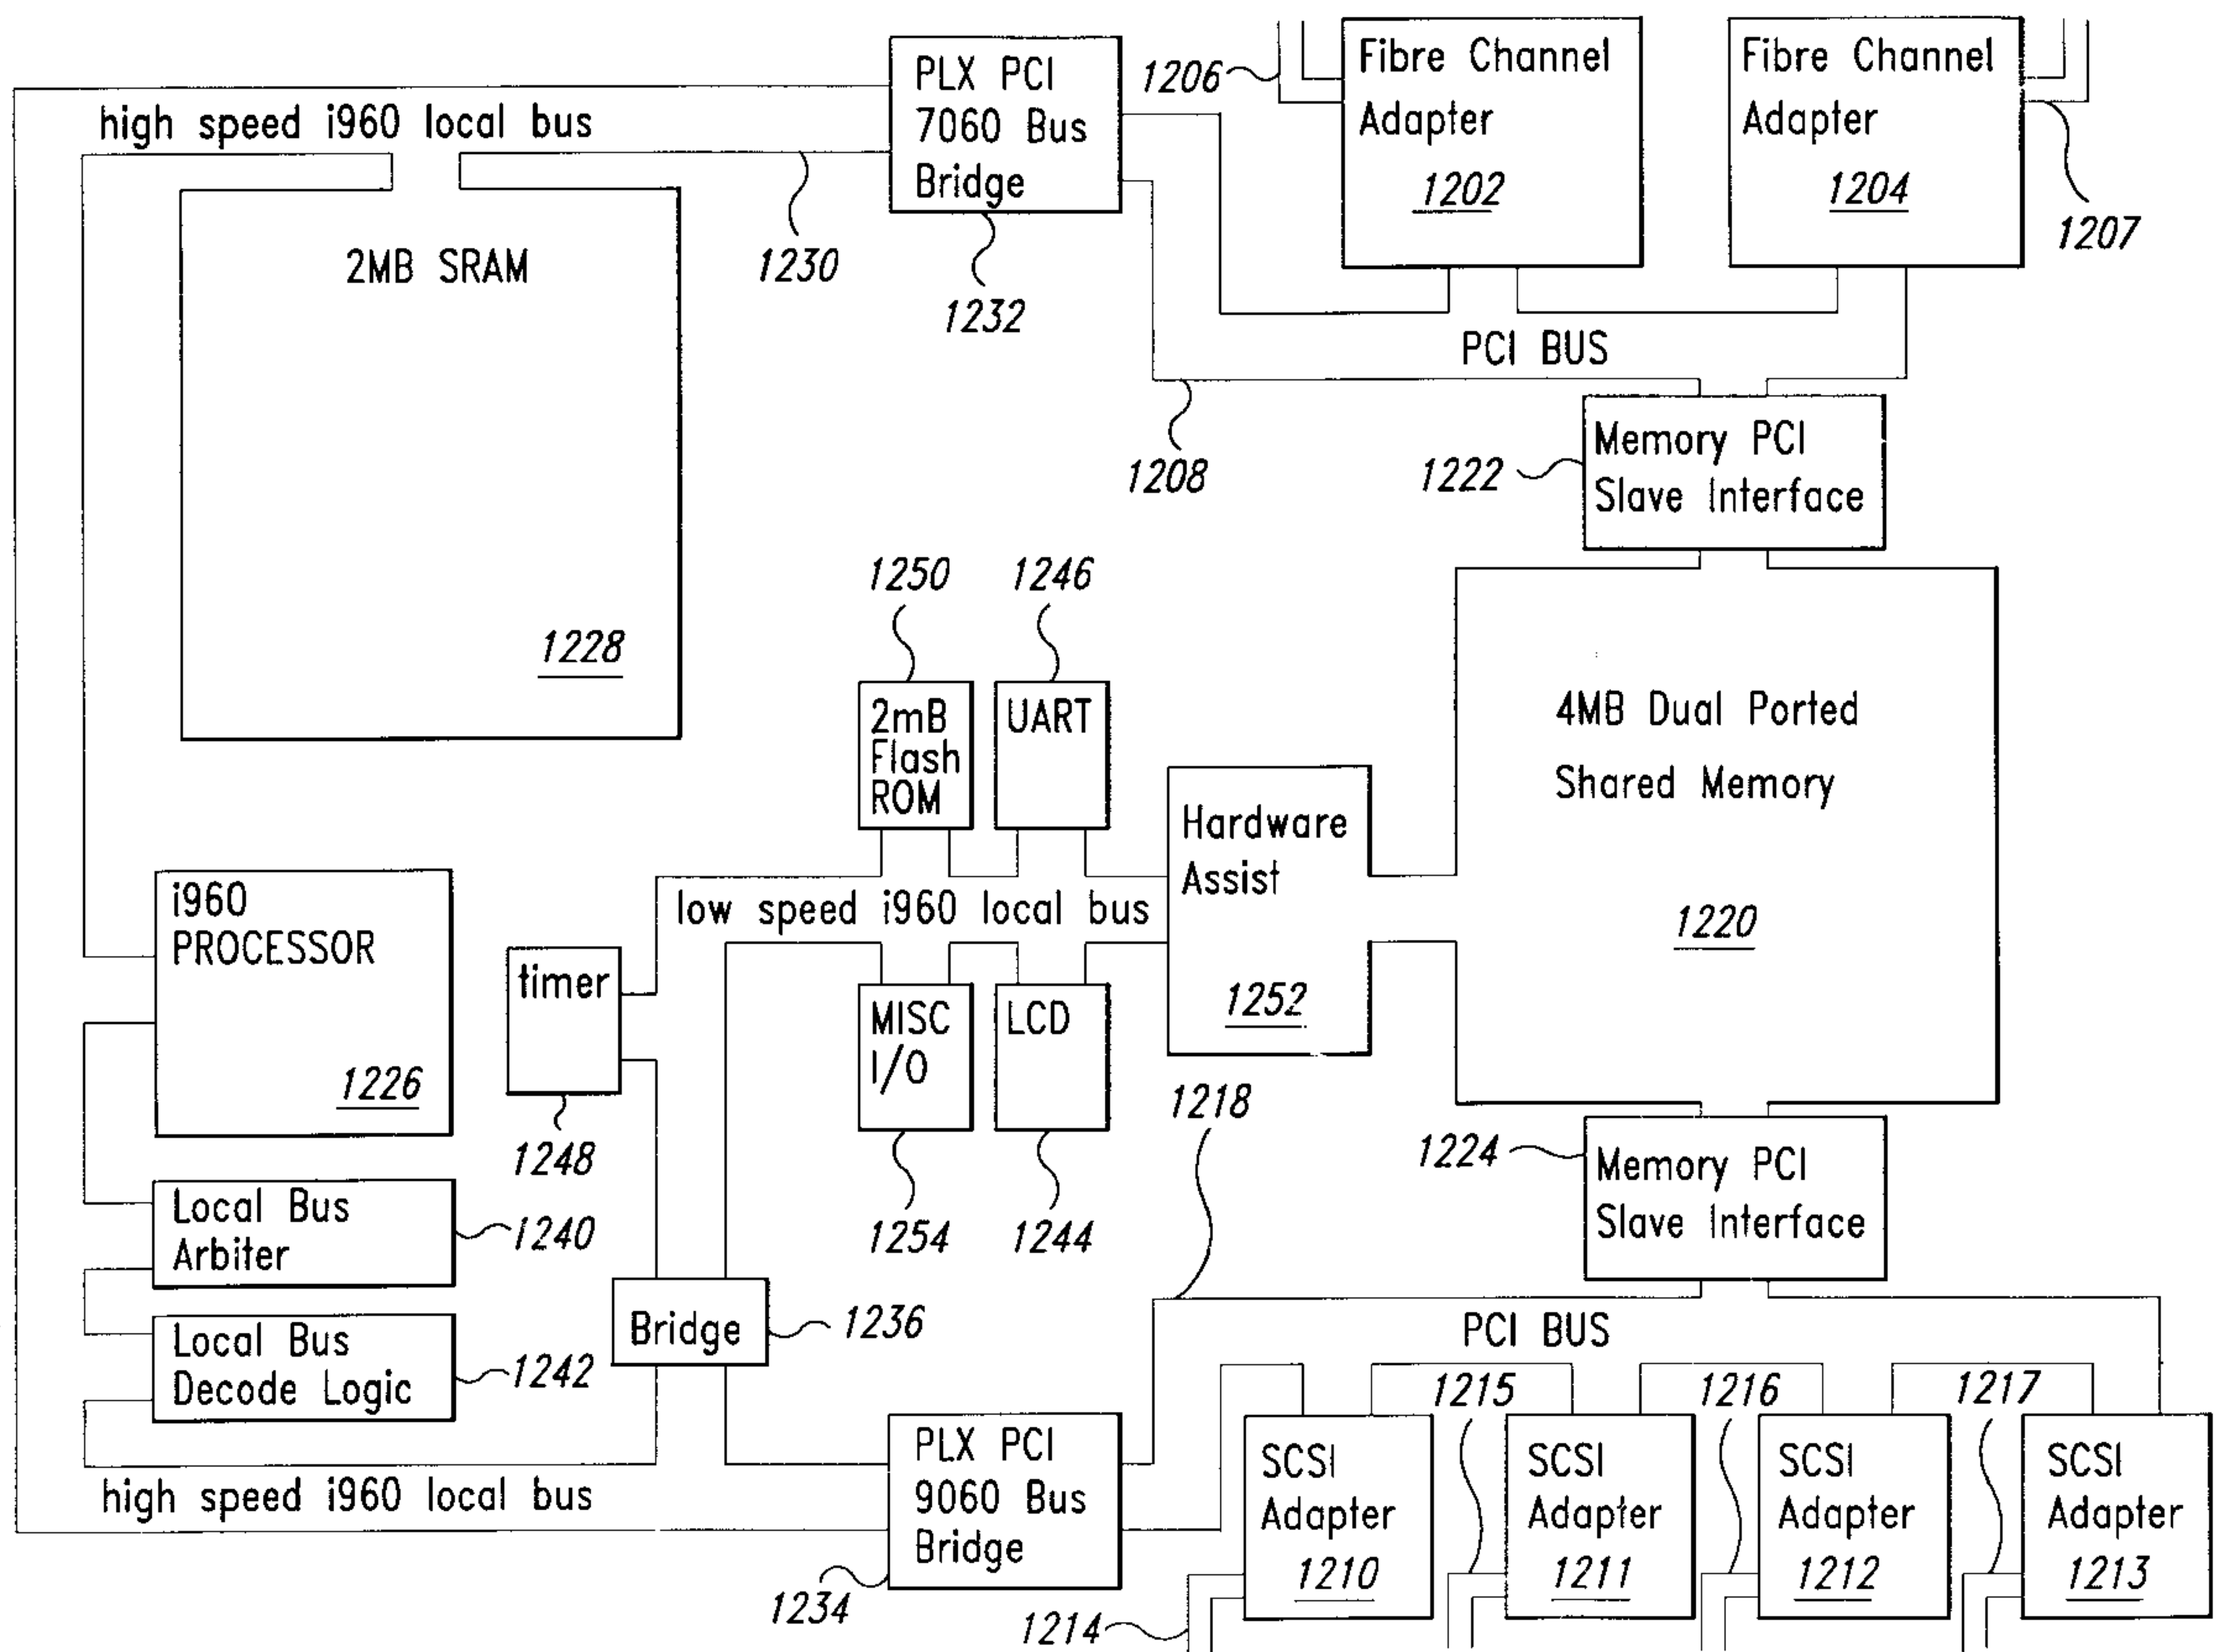 high speed i960 local bus
1230
PLX PCI
7060 Bus
Bridge
1232
1206
Fibre Channel
Adapter
1202
Fibre Channel
Adapter
1204
1207
2MB SRAM
1228
PCI BUS
1208
1222
Memory PCI
Slave Interface
1250
1246
2mB
Flash
ROM
UART
4MB Dual Ported
Shared Memory
1220
Hardware
Assist
1252
low speed i960 local bus
i960
PROCESSOR
1226
timer
1248
MISC
I/O
1254
LCD
1244
1218
1224
Memory PCI
Slave Interface
Local Bus
Arbiter
1240
Local Bus
Decode Logic
1242
Bridge
1236
PCI BUS
1215
1216
1217
high speed i960 local bus
PLX PCI
9060 Bus
Bridge
1234
SCSI
Adapter
1210
1214
SCSI
Adapter
1211
SCSI
Adapter
1212
SCSI
Adapter
1213